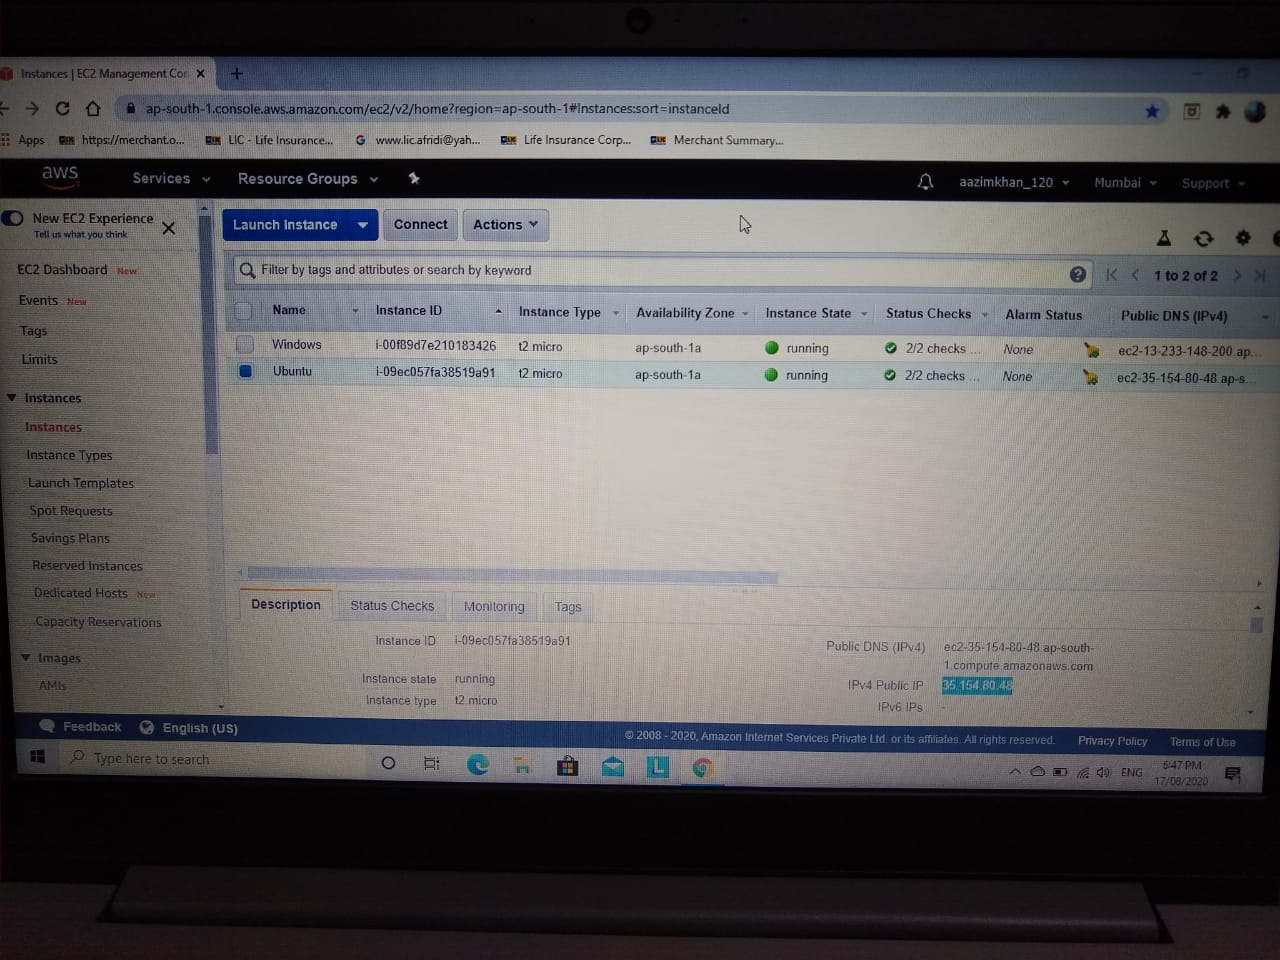 Instances | EC2 Management Con
ap-south-1.console.aws.amazon.com/ec2/v2/home?region=ap-south-1#Instances:sort=instanceId
Apps https://merchant.o... LIC - Life Insurance... www.lic.afridi@yah... Life Insurance Corp... Merchant Summary...
aws Services Resource Groups aazimkhan_120 Mumbai Support
New EC2 Experience
Tell us what you think
Launch Instance Connect Actions
EC2 Dashboard New
Filter by tags and attributes or search by keyword 1 to 2 of 2
Events New
Tags
Limits
Name Instance ID Instance Type Availability Zone Instance State Status Checks Alarm Status Public DNS (IPv4)
Windows i-00f89d7e210183426 t2.micro ap-south-1a running 2/2 checks ... None ec2-13-233-148-200.ap...
Ubuntu i-09ec057fa38519a91 t2.micro ap-south-1a running 2/2 checks ... None ec2-35-154-80-48.ap-s...
Instances
Instances
Instance Types
Launch Templates
Spot Requests
Savings Plans
Reserved Instances
Dedicated Hosts New
Capacity Reservations
Images
AMIs
Description Status Checks Monitoring Tags
Instance ID i-09ec057fa38519a91
Instance state running
Instance type t2.micro
Public DNS (IPv4) ec2-35-154-80-48.ap-south-
1.compute.amazonaws.com
IPv4 Public IP 35.154.80.48
IPv6 IPs -
Feedback English (US)
© 2008 - 2020, Amazon Internet Services Private Ltd. or its affiliates. All rights reserved. Privacy Policy Terms of Use
Type here to search
L
ENG
6:47 PM
17/08/2020